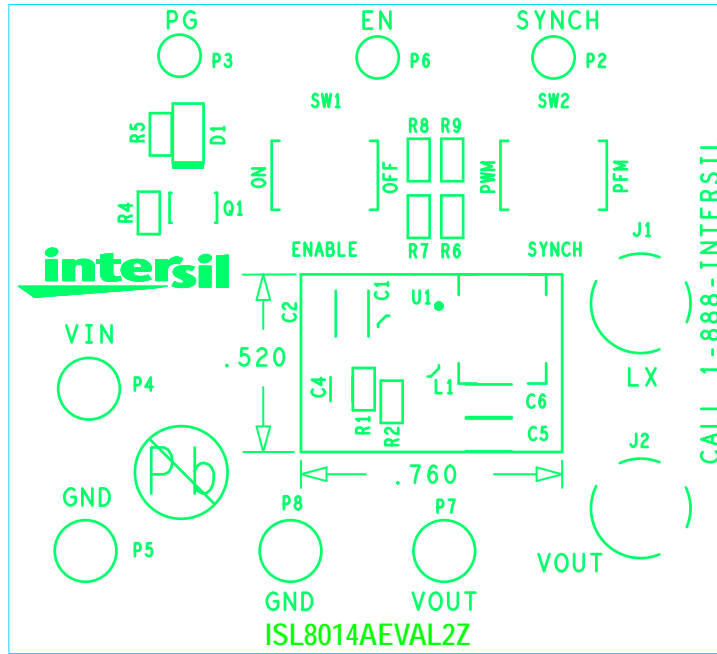 PG
EN
SYNCH
P3
P6
P2
SW1
SW2
R5
D1
R8
R9
ON
OFF
PWM
PFM
R4
Q1
R7
R6
ENABLE
SYNCH
J1
intersil
C2
C1
U1
CALL 1-888-INTERSIL
VIN
.520
P4
C4
R1
R2
L1
C6
C5
LX
J2
Pb
.760
GND
P8
P7
P5
VOUT
GND
VOUT
ISL8014AEVAL2Z